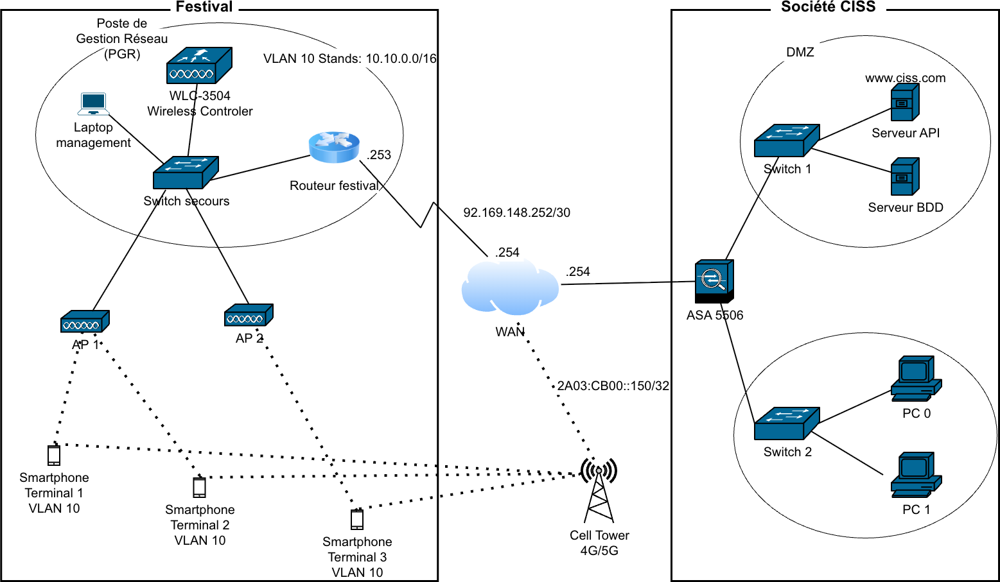 Festival
Société CISS
Poste de
Gestion Réseau
(PGR)
VLAN 10 Stands: 10.10.0.0/16
WLC-3504
Wireless Controler
Laptop
management
.253
Routeur festival
Switch secours
AP 1
AP 2
Smartphone
Terminal 1
VLAN 10
Smartphone
Terminal 2
VLAN 10
Smartphone
Terminal 3
VLAN 10
92.169.148.252/30
.254
.254
WAN
2A03:CB00::150/32
Cell Tower
4G/5G
DMZ
www.ciss.com
Serveur API
Switch 1
Serveur BDD
ASA 5506
PC 0
Switch 2
PC 1